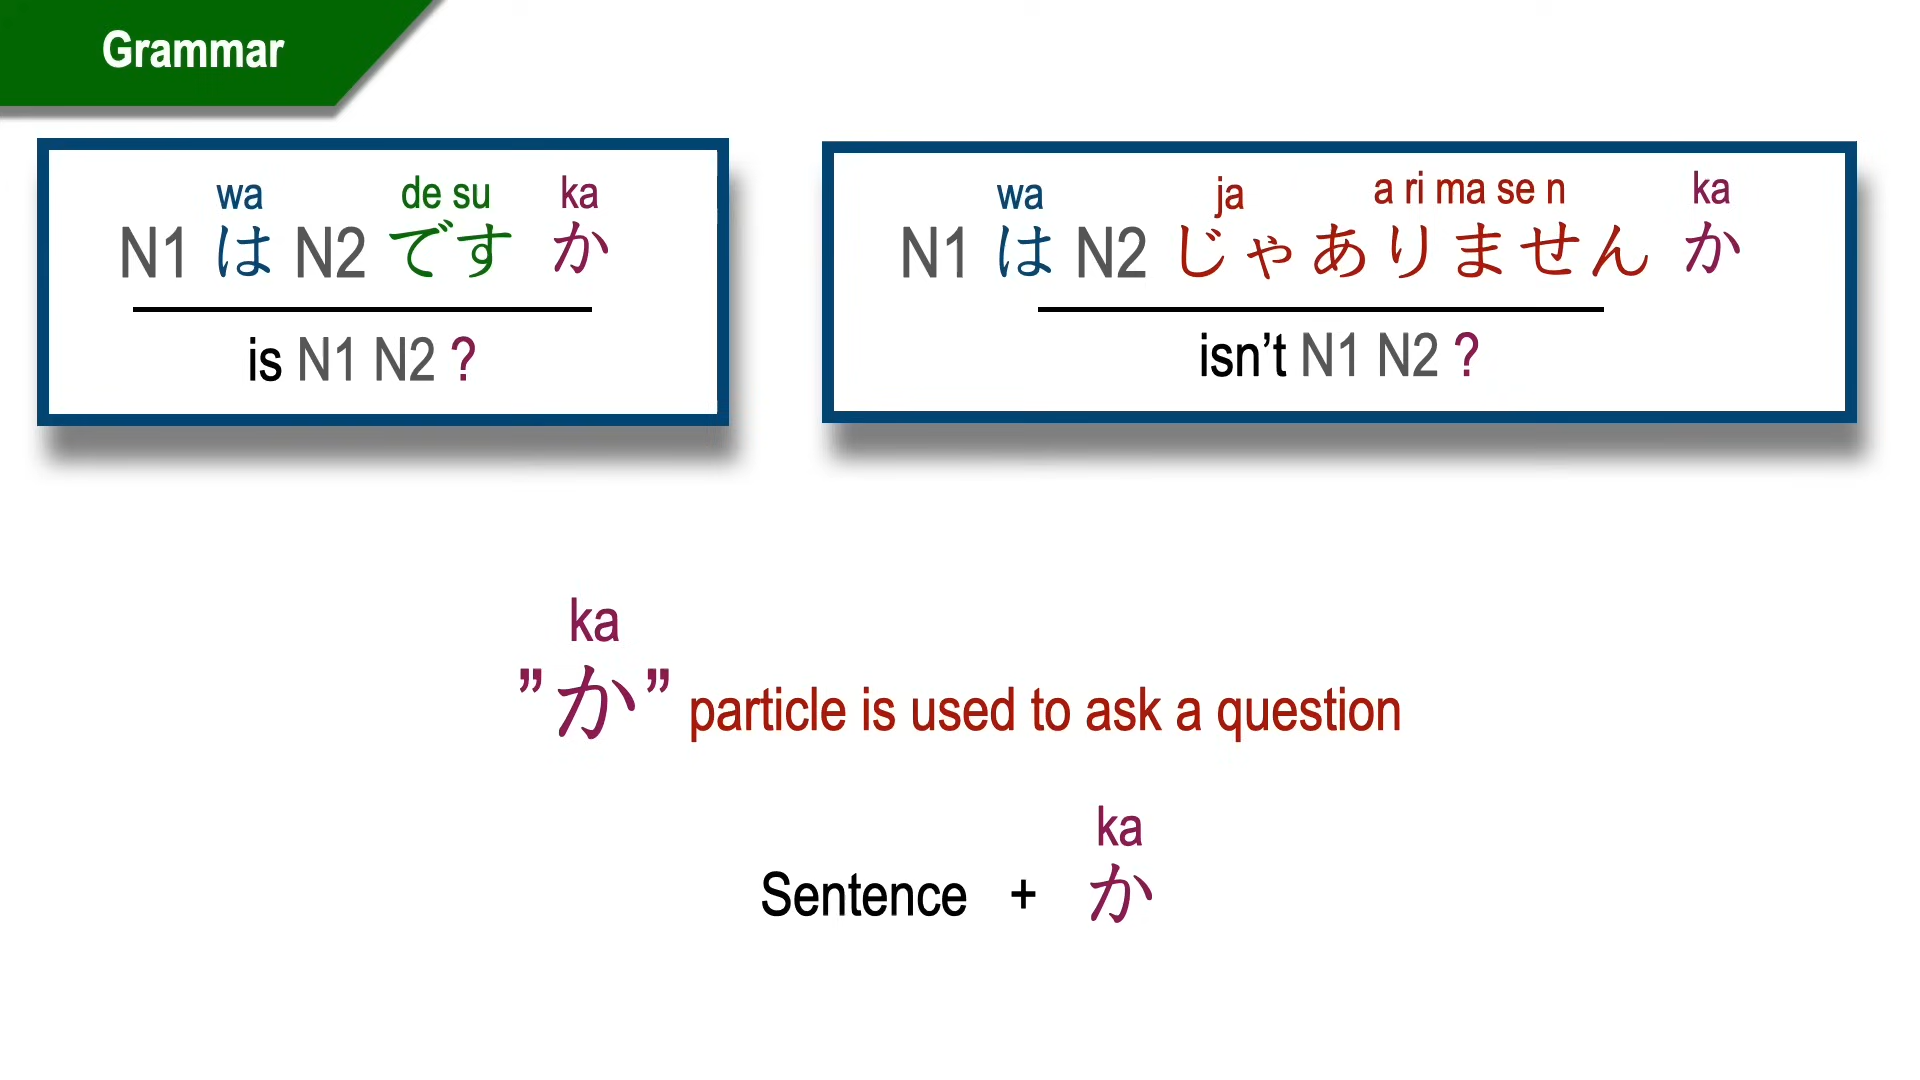 Grammar
wa de su ka
N1 は N2 です か
is N1 N2 ?
wa ja a ri ma se n ka
N1 は N2 じゃありません か
isn’t N1 N2 ?
ka
”か” particle is used to ask a question
ka
Sentence + か